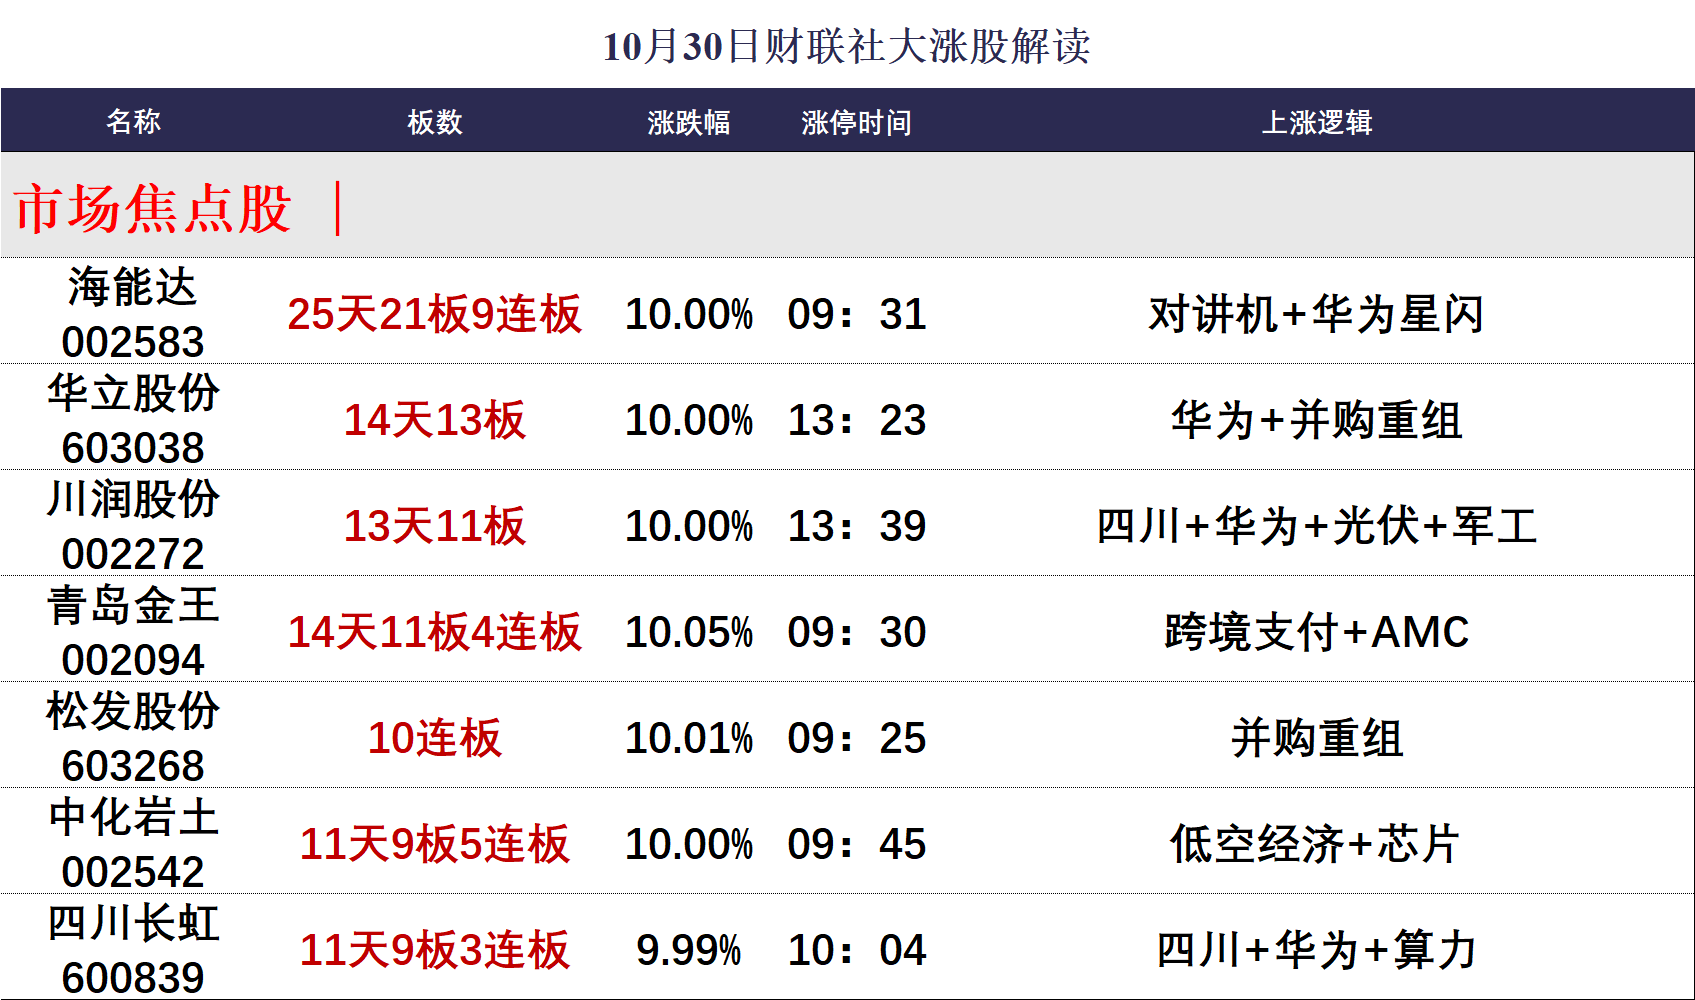 10月30日财联社大涨股解读
名称 板数 涨跌幅 涨停时间 上涨逻辑
市场焦点股 ｜
海能达
002583 25天21板9连板 10.00% 09：31 对讲机+华为星闪
华立股份
603038 14天13板 10.00% 13：23 华为+并购重组
川润股份
002272 13天11板 10.00% 13：39 四川+华为+光伏+军工
青岛金王
002094 14天11板4连板 10.05% 09：30 跨境支付+AMC
松发股份
603268 10连板 10.01% 09：25 并购重组
中化岩土
002542 11天9板5连板 10.00% 09：45 低空经济+芯片
四川长虹
600839 11天9板3连板 9.99% 10：04 四川+华为+算力